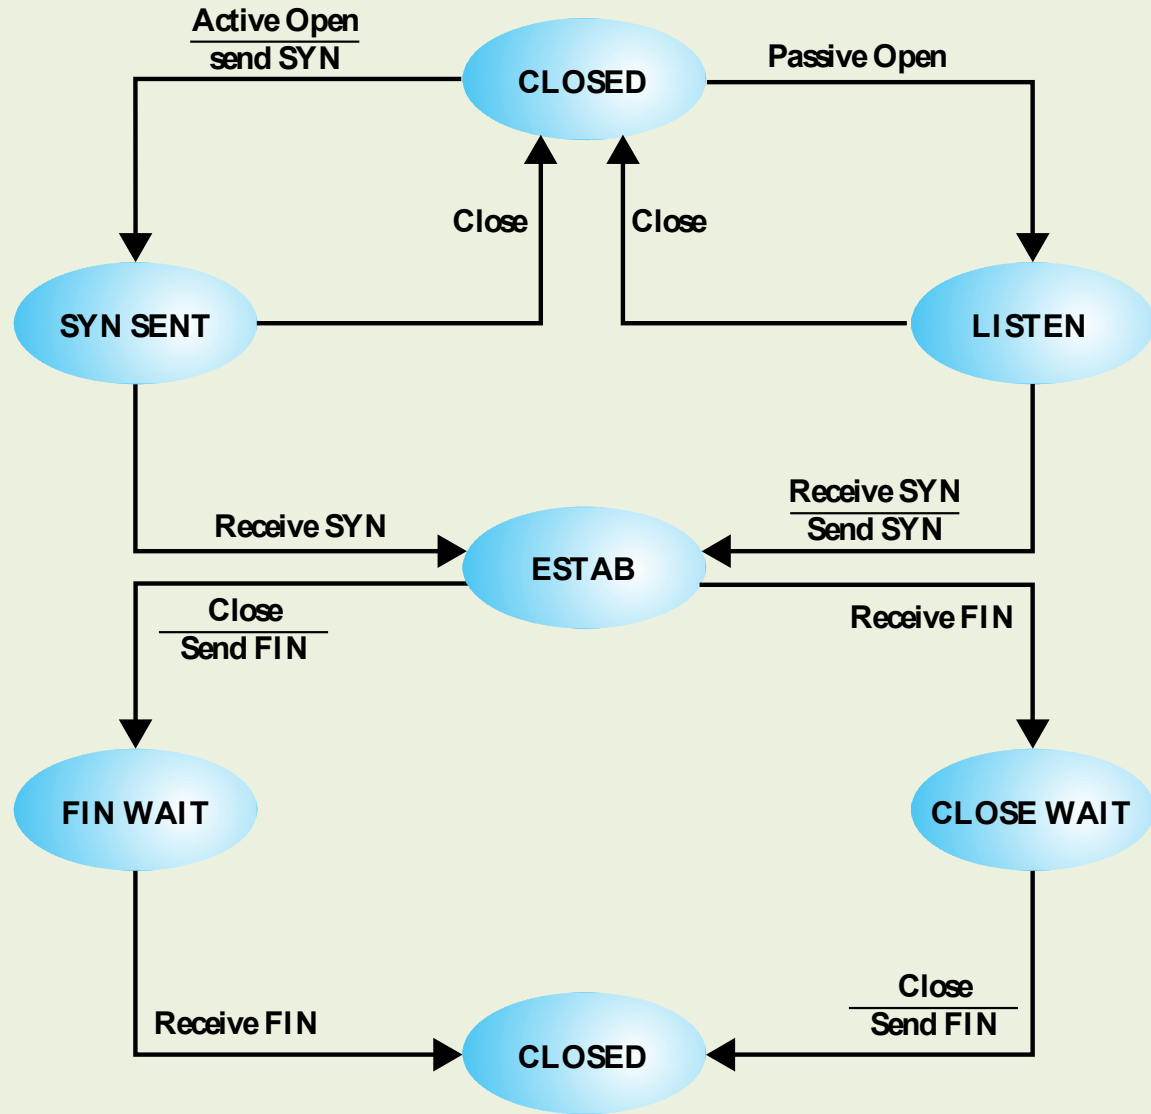 Active Open
send SYN
CLOSED
Passive Open
Close
Close
SYN SENT
LISTEN
Receive SYN
Receive SYN
Send SYN
ESTAB
Close
Send FIN
Receive FIN
FIN WAIT
CLOSE WAIT
Receive FIN
Close
Send FIN
CLOSED